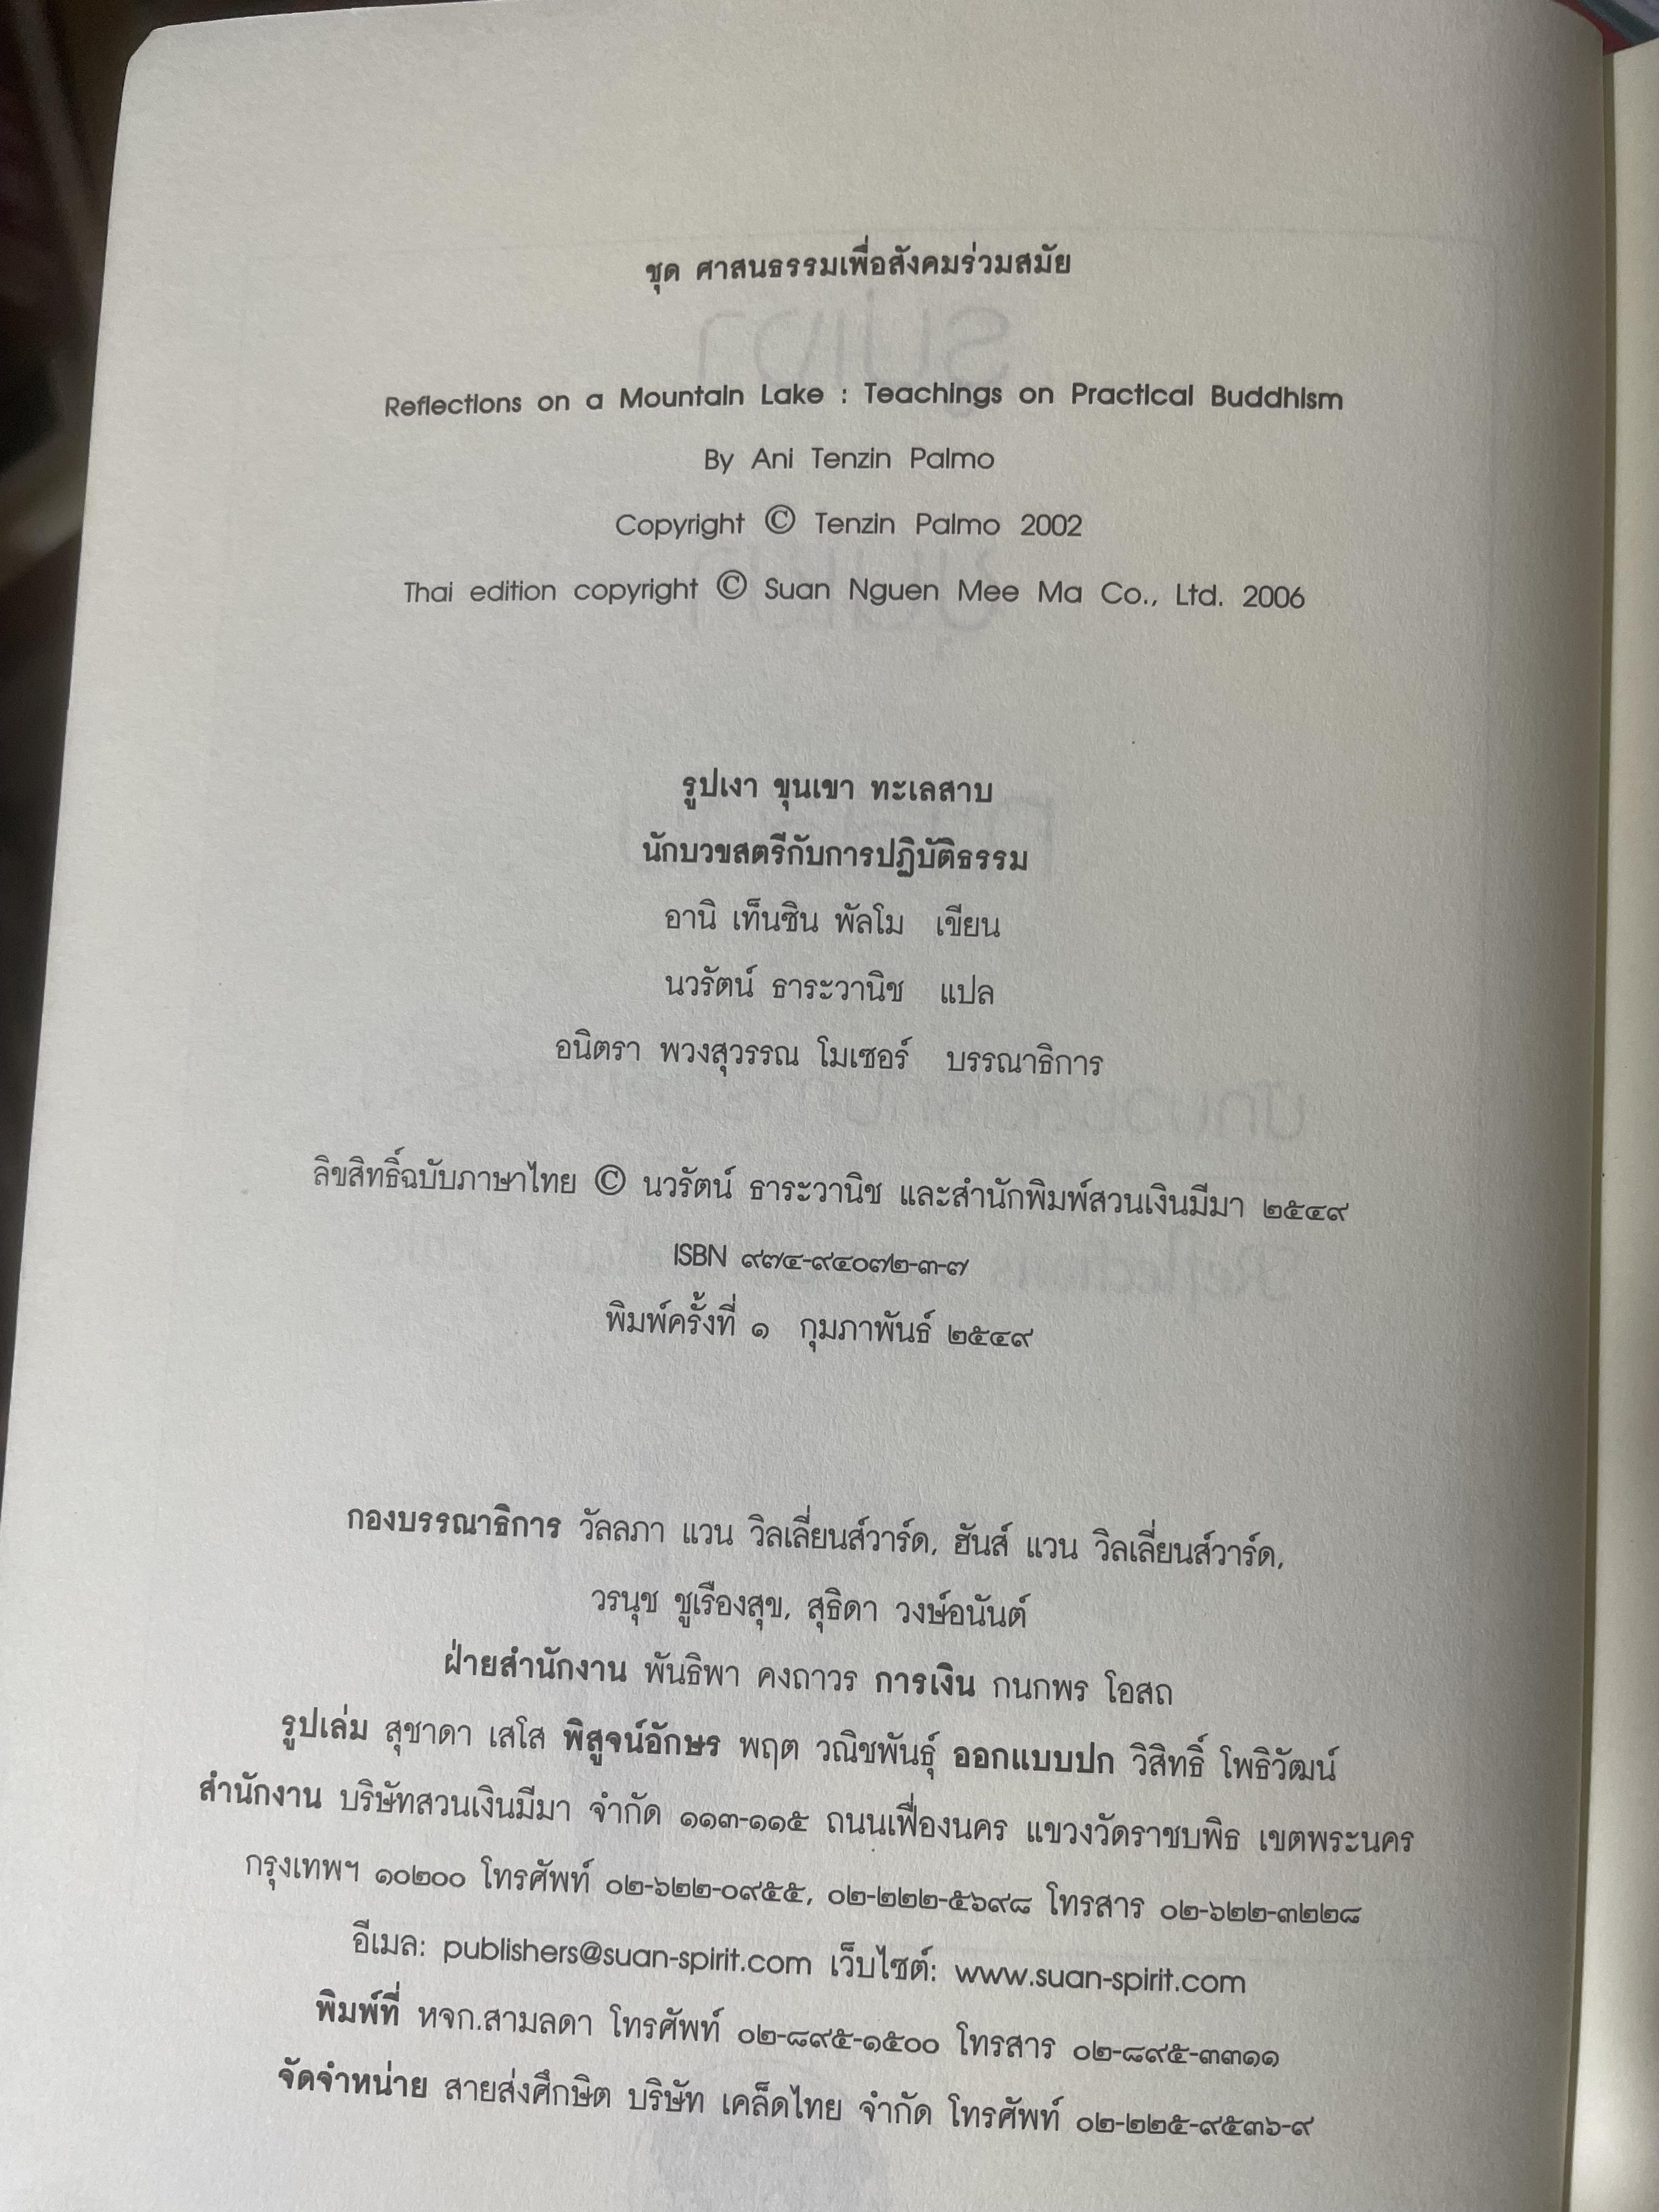 ชุด ศาสนธรรมเพื่อสังคมร่วมสมัย
Reflections on a Mountain Lake : Teachings on Practical Buddhism
By Ani Tenzin Palmo
Copyright © Tenzin Palmo 2002
Thai edition copyright © Suan Nguen Mee Ma Co., Ltd. 2006
รูปเงา ขุนเขา ทะเลสาบ
นักบวชสตรีกับการปฏิบัติธรรม
อานิ เท็นซิน พัลโม เขียน
นวรัตน์ ธาระวานิช แปล
อนิตรา พวงสุวรรณ โมเซอร์ บรรณาธิการ
ลิขสิทธิ์ฉบับภาษาไทย © นวรัตน์ ธาระวานิช และสำนักพิมพ์สวนเงินมีมา ๒๕๔๙
ISBN ๙๗๔-๙๔๐๗๒-๓-๗
พิมพ์ครั้งที่ ๑ กุมภาพันธ์ ๒๕๔๙
กองบรรณาธิการ วัลลภา แวน วิลเลี่ยนส์วาร์ด, ฮันส์ แวน วิลเลี่ยนส์วาร์ด,
วรนุช ชูเรืองสุข, สุธิดา วงษ์อนันต์
ฝ่ายสำนักงาน พันธิพา คงถาวร การเงิน กนกพร โอสถ
รูปเล่ม สุชาดา เสโส พิสูจน์อักษร พฤต วณิชพันธุ์ ออกแบบปก วิสิทธิ์ โพธิวัฒน์
สำนักงาน บริษัทสวนเงินมีมา จำกัด ๑๑๓-๑๑๕ ถนนเฟื่องนคร แขวงวัดราชบพิธ เขตพระนคร
กรุงเทพฯ ๑๐๒๐๐ โทรศัพท์ ๐๒-๖๒๒-๐๙๕๕, ๐๒-๒๒๒-๕๖๙๘ โทรสาร ๐๒-๖๒๒-๓๒๒๘
อีเมล: publishers@suan-spirit.com เว็บไซต์: www.suan-spirit.com
พิมพ์ที่ หจก.สามลดา โทรศัพท์ ๐๒-๘๙๕-๑๕๐๐ โทรสาร ๐๒-๘๙๕-๓๓๑๑
จัดจำหน่าย สายส่งศึกษิต บริษัท เคล็ดไทย จำกัด โทรศัพท์ ๐๒-๒๒๕-๙๕๓๖-๙